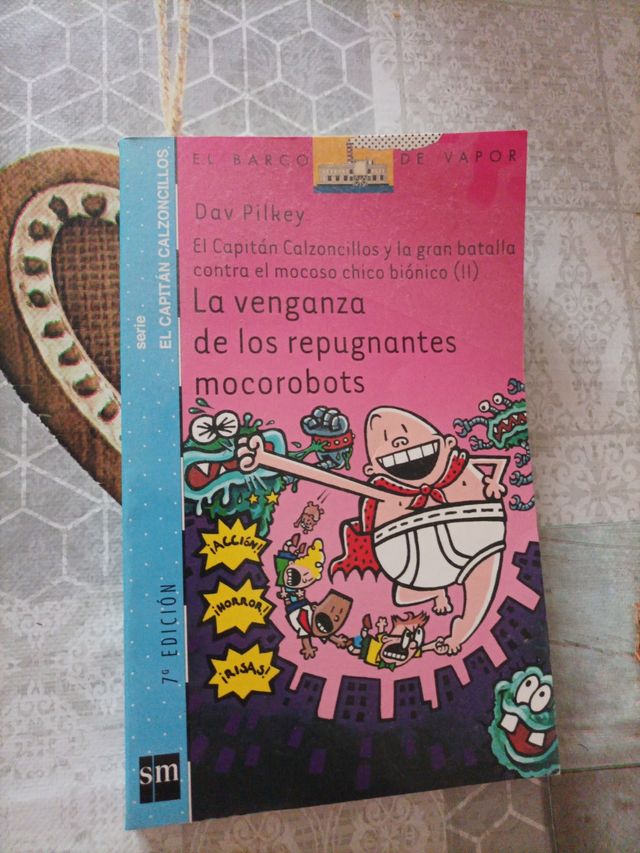 EL BARCO DE VAPOR
Dav Pilkey
El Capitán Calzoncillos y la gran batalla
contra el mocoso chico biónico (II)
La venganza
de los repugnantes
mocorobots
¡ACCIÓN!
¡HORROR!
¡RISAS!
serie
EL CAPITÁN CALZONCILLOS
7ª EDICIÓN
sm